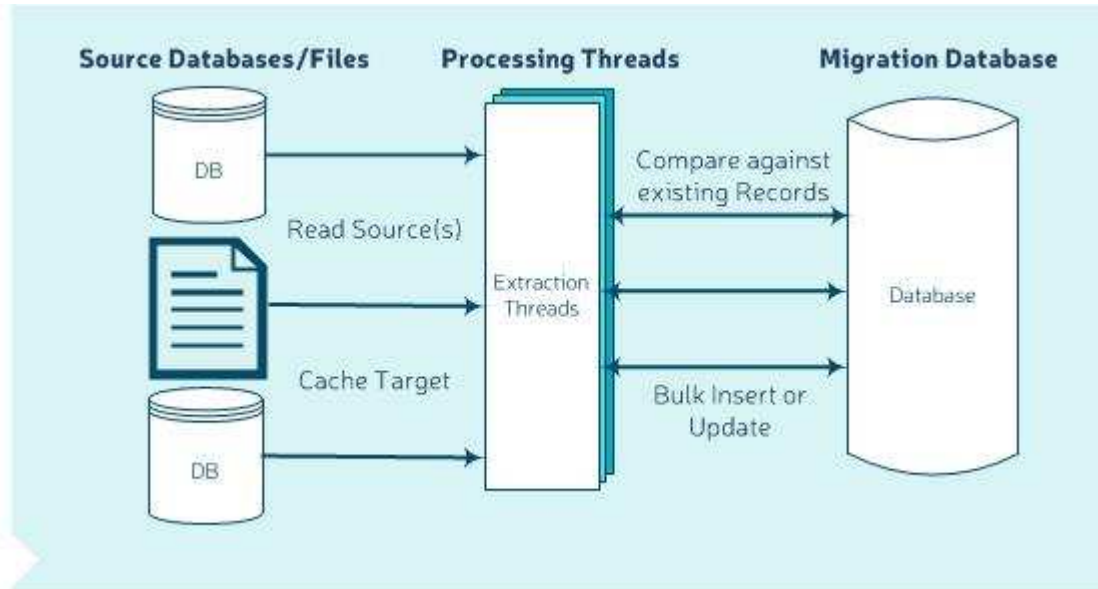 Source Databases/Files
Processing Threads
Migration Database
DB
Read Source(s)
Cache Target
DB
Extraction
Threads
Compare against
existing Records
Bulk Insert or
Update
Database